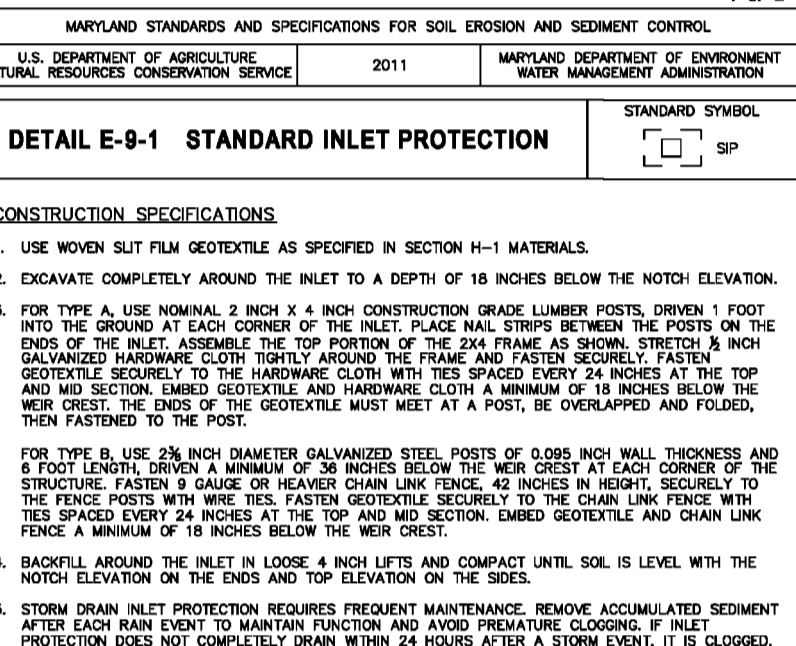 MARYLAND STANDARDS AND SPECIFICATIONS FOR SOIL EROSION AND SEDIMENT CONTROL
U.S. DEPARTMENT OF AGRICULTURE
TURAL RESOURCES CONSERVATION SERVICE
2011
MARYLAND DEPARTMENT OF ENVIRONMENT
WATER MANAGEMENT ADMINISTRATION
DETAIL E-9-1 STANDARD INLET PROTECTION
STANDARD SYMBOL
SIP
CONSTRUCTION SPECIFICATIONS
. USE WOVEN SLIT FILM GEOTEXTILE AS SPECIFIED IN SECTION H-1 MATERIALS.
. EXCAVATE COMPLETELY AROUND THE INLET TO A DEPTH OF 18 INCHES BELOW THE NOTCH ELEVATION.
. FOR TYPE A, USE NOMINAL 2 INCH X 4 INCH CONSTRUCTION GRADE LUMBER POSTS, DRIVEN 1 FOOT
INTO THE GROUND AT EACH CORNER OF THE INLET. PLACE NAIL STRIPS BETWEEN THE POSTS ON THE
ENDS OF THE INLET. ASSEMBLE THE TOP PORTION OF THE 2X4 FRAME AS SHOWN. STRETCH ½ INCH
GALVANIZED HARDWARE CLOTH TIGHTLY AROUND THE FRAME AND FASTEN SECURELY. FASTEN
GEOTEXTILE SECURELY TO THE HARDWARE CLOTH WITH TIES SPACED EVERY 24 INCHES AT THE TOP
AND MID SECTION. EMBED GEOTEXTILE AND HARDWARE CLOTH A MINIMUM OF 18 INCHES BELOW THE
WEIR CREST. THE ENDS OF THE GEOTEXTILE MUST MEET AT A POST, BE OVERLAPPED AND FOLDED,
THEN FASTENED TO THE POST.
FOR TYPE B, USE 2⅜ INCH DIAMETER GALVANIZED STEEL POSTS OF 0.095 INCH WALL THICKNESS AND
6 FOOT LENGTH, DRIVEN A MINIMUM OF 36 INCHES BELOW THE WEIR CREST AT EACH CORNER OF THE
STRUCTURE. FASTEN 9 GAUGE OR HEAVIER CHAIN LINK FENCE, 42 INCHES IN HEIGHT, SECURELY TO
THE FENCE POSTS WITH WIRE TIES. FASTEN GEOTEXTILE SECURELY TO THE CHAIN LINK FENCE WITH
TIES SPACED EVERY 24 INCHES AT THE TOP AND MID SECTION. EMBED GEOTEXTILE AND CHAIN LINK
FENCE A MINIMUM OF 18 INCHES BELOW THE WEIR CREST.
. BACKFILL AROUND THE INLET IN LOOSE 4 INCH LIFTS AND COMPACT UNTIL SOIL IS LEVEL WITH THE
NOTCH ELEVATION ON THE ENDS AND TOP ELEVATION ON THE SIDES.
. STORM DRAIN INLET PROTECTION REQUIRES FREQUENT MAINTENANCE. REMOVE ACCUMULATED SEDIMENT
AFTER EACH RAIN EVENT TO MAINTAIN FUNCTION AND AVOID PREMATURE CLOGGING. IF INLET
PROTECTION DOES NOT COMPLETELY DRAIN WITHIN 24 HOURS AFTER A STORM EVENT, IT IS CLOGGED.